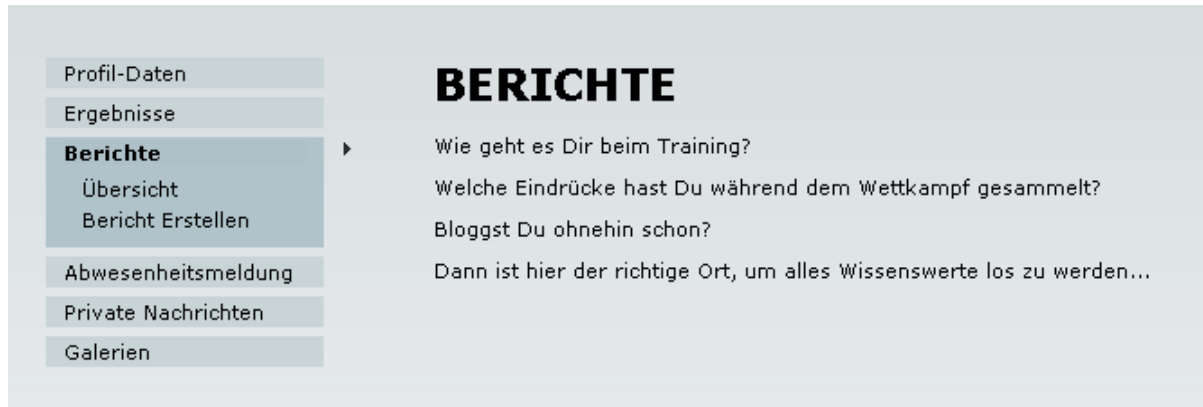 Profil-Daten
Ergebnisse
Berichte
Übersicht
Bericht Erstellen
Abwesenheitsmeldung
Private Nachrichten
Galerien
BERICHTE
Wie geht es Dir beim Training?
Welche Eindrücke hast Du während dem Wettkampf gesammelt?
Bloggst Du ohnehin schon?
Dann ist hier der richtige Ort, um alles Wissenswerte los zu werden...